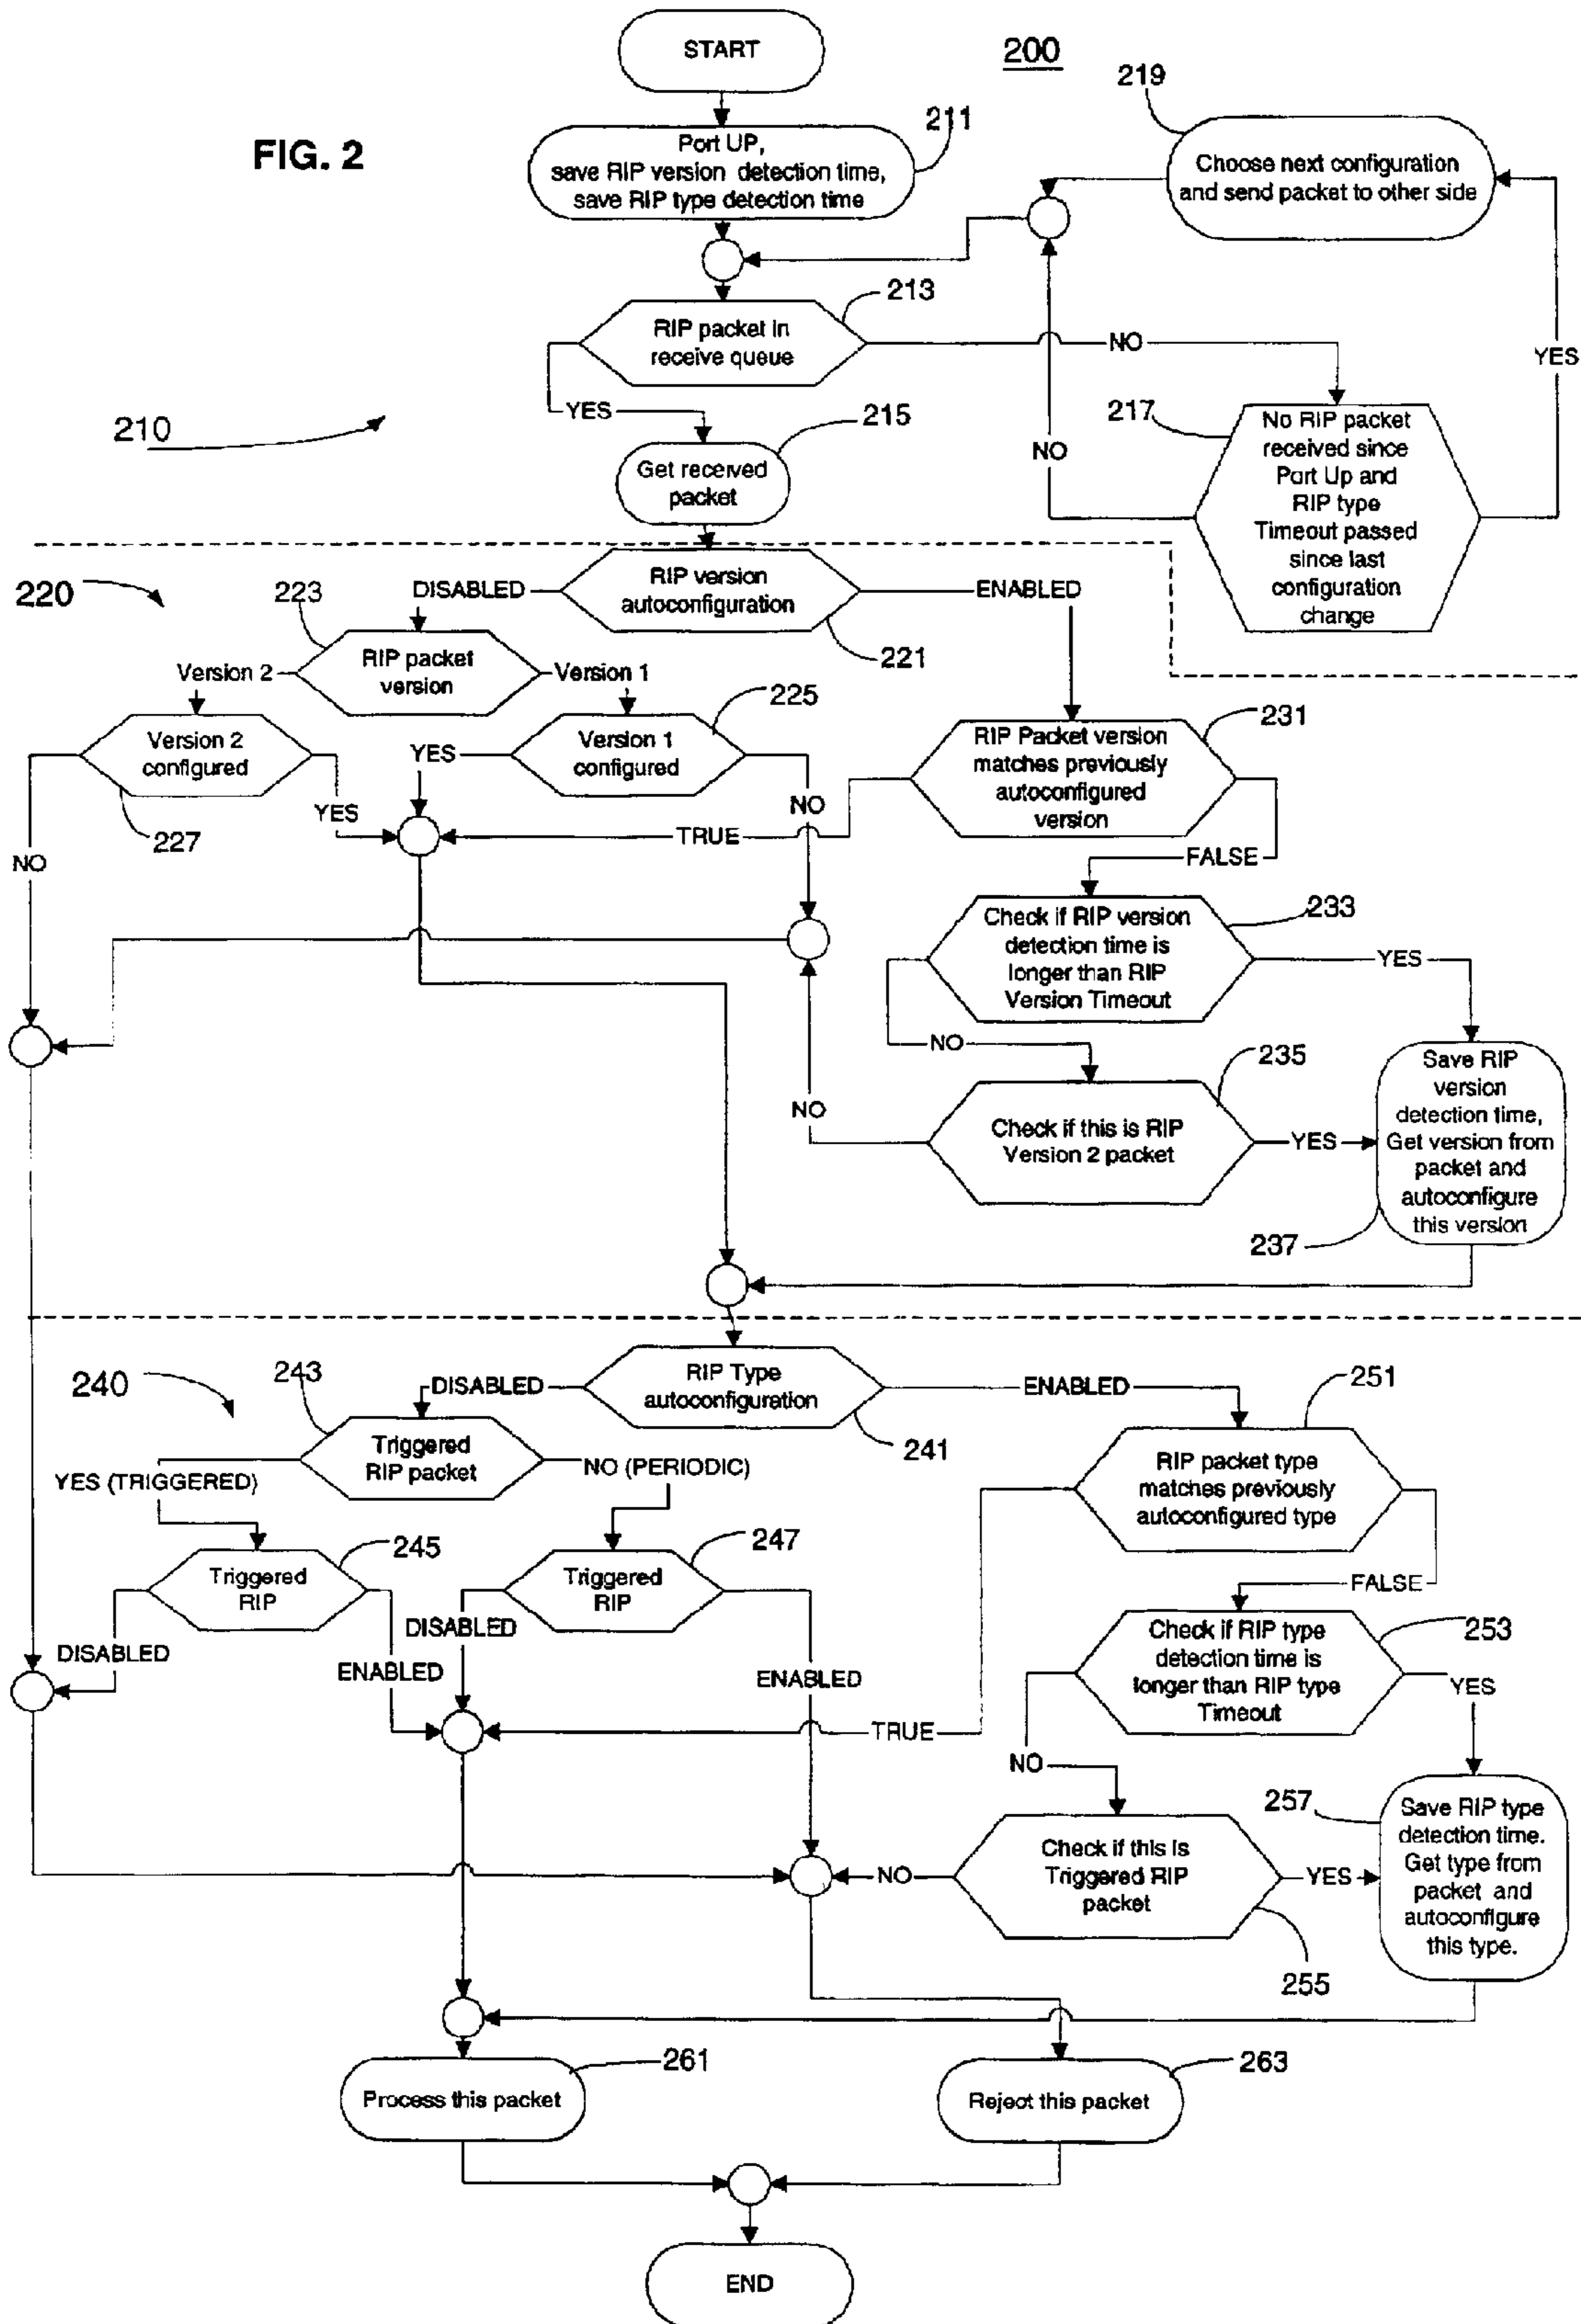 START
200
219
FIG. 2
211
Port UP,
save RIP version detection time,
save RIP type detection time
Choose next configuration
and send packet to other side
213
RIP packet in
receive queue
NO
YES
YES
210
215
217
NO
Get received
packet
No RIP packet
received since
Port Up and
RIP type
Timeout passed
since last
configuration
change
220
223
DISABLED
RIP version
autoconfiguration
ENABLED
221
Version 2
RIP packet
version
Version 1
225
231
Version 2
configured
YES
Version 1
configured
RIP Packet version
matches previously
autoconfigured
version
YES
NO
227
TRUE
NO
FALSE
233
Check if RIP version
detection time is
longer than RIP
Version Timeout
YES
NO
235
NO
Check if this is RIP
Version 2 packet
YES
Save RIP
version
detection time,
Get version from
packet and
autoconfigure
this version
237
240
243
DISABLED
RIP Type
autoconfiguration
ENABLED
251
241
Triggered
RIP packet
YES (TRIGGERED)
NO (PERIODIC)
RIP packet type
matches previously
autoconfigured type
245
247
Triggered
RIP
Triggered
RIP
FALSE
DISABLED
ENABLED
DISABLED
ENABLED
253
Check if RIP type
detection time is
longer than RIP type
Timeout
YES
TRUE
NO
257
Save RIP type
detection time.
Get type from
packet and
autoconfigure
this type.
NO
Check if this is
Triggered RIP
packet
YES
255
261
263
Process this packet
Reject this packet
END